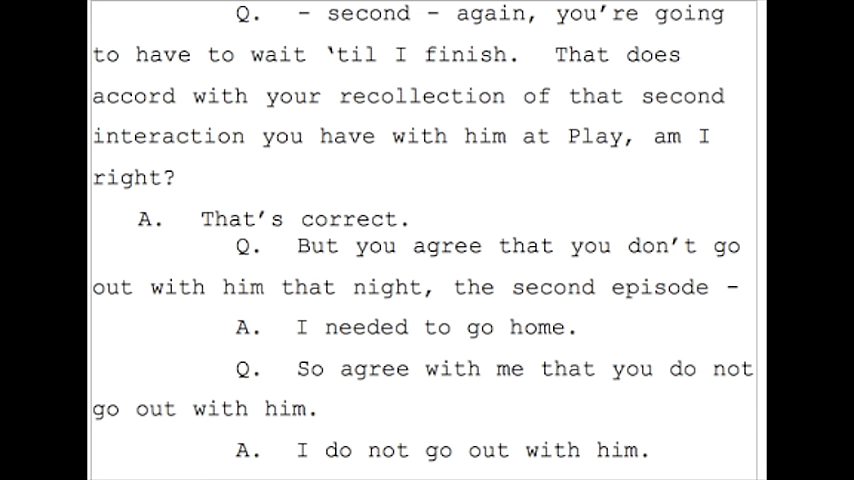 Q. – second – again, you're going
to have to wait ‘til I finish. That does
accord with your recollection of that second
interaction you have with him at Play, am I
right?
A. That's correct.
Q. But you agree that you don't go
out with him that night, the second episode –
A. I needed to go home.
Q. So agree with me that you do not
go out with him.
A. I do not go out with him.